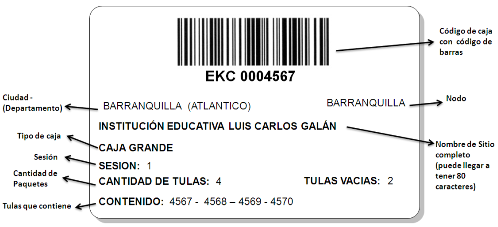 Código de caja
con código de
barras
EKC 0004567
Ciudad -
(Departamento)
BARRANQUILLA (ATLANTICO)
BARRANQUILLA
Nodo
INSTITUCIÓN EDUCATIVA LUIS CARLOS GALÁN
Tipo de caja
CAJA GRANDE
Nombre de Sitio
completo
(puede llegar a
tener 80
caracteres)
Sesión
SESION: 1
Cantidad de
Paquetes
CANTIDAD DE TULAS: 4
TULAS VACIAS: 2
Tulas que contiene
CONTENIDO: 4567 - 4568 – 4569 - 4570